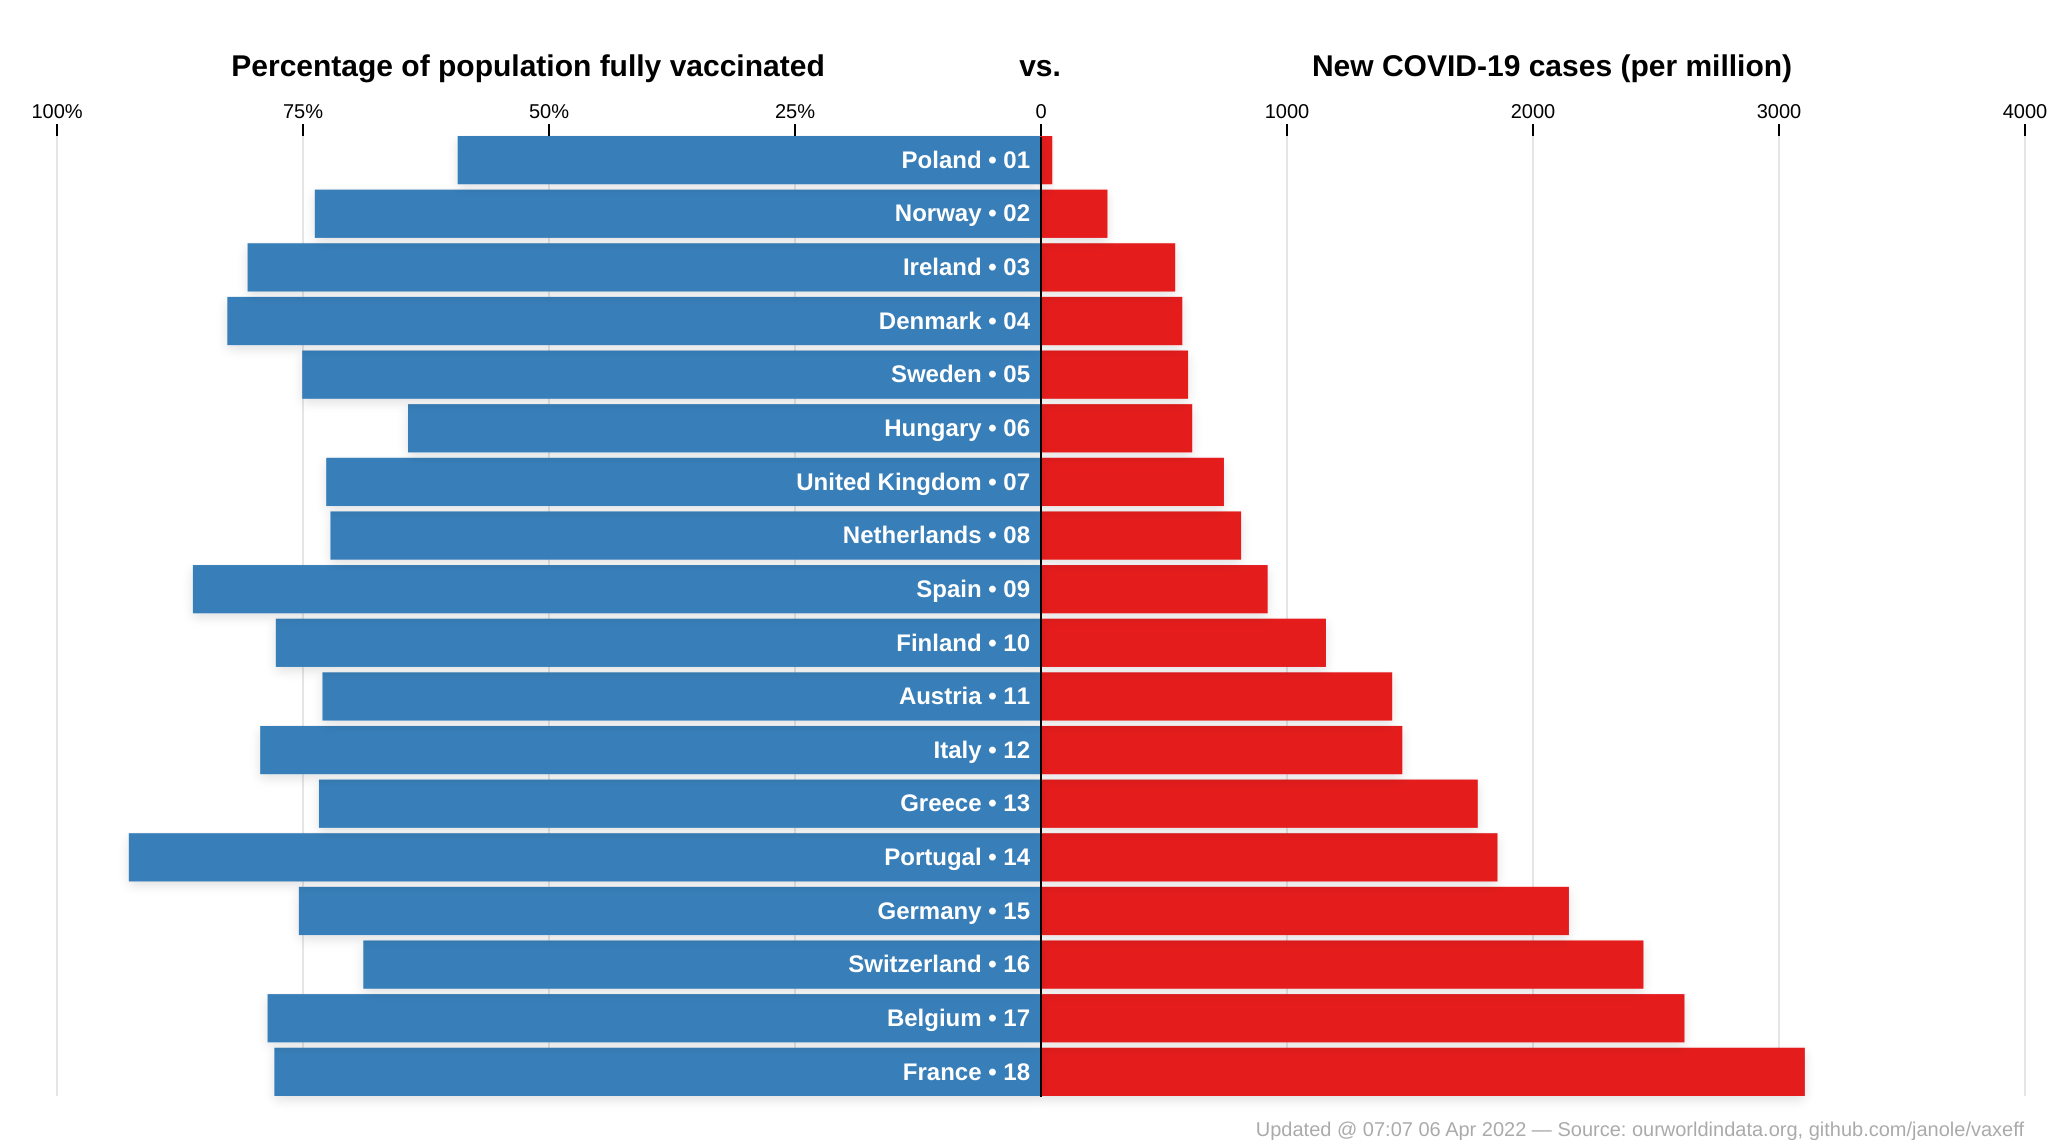 Percentage of population fully vaccinated vs. New COVID-19 cases (per million)
100% 75% 50% 25% 0 1000 2000 3000 4000
Poland • 01
Norway • 02
Ireland • 03
Denmark • 04
Sweden • 05
Hungary • 06
United Kingdom • 07
Netherlands • 08
Spain • 09
Finland • 10
Austria • 11
Italy • 12
Greece • 13
Portugal • 14
Germany • 15
Switzerland • 16
Belgium • 17
France • 18
Updated @ 07:07 06 Apr 2022 — Source: ourworldindata.org, github.com/janole/vaxeff